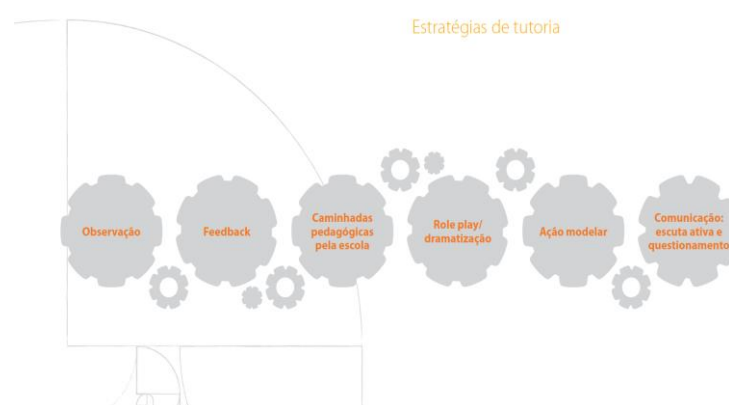 Estratégias de tutoria
Observação
Feedback
Caminhadas
pedagógicas
pela escola
Role play/
dramatização
Ação modelar
Comunicação:
escuta ativa e
questionamento